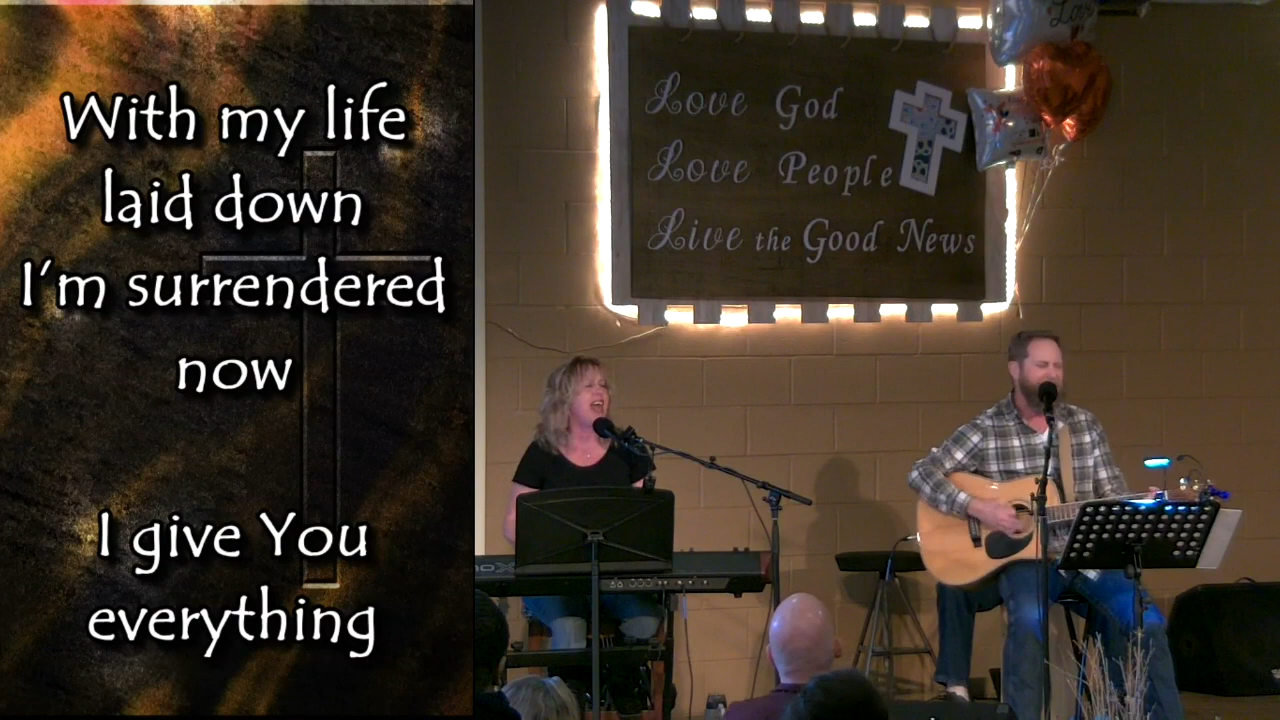 With my life
laid down
I'm surrendered
now
I give You
everything
Love God
Love People
Live the Good News